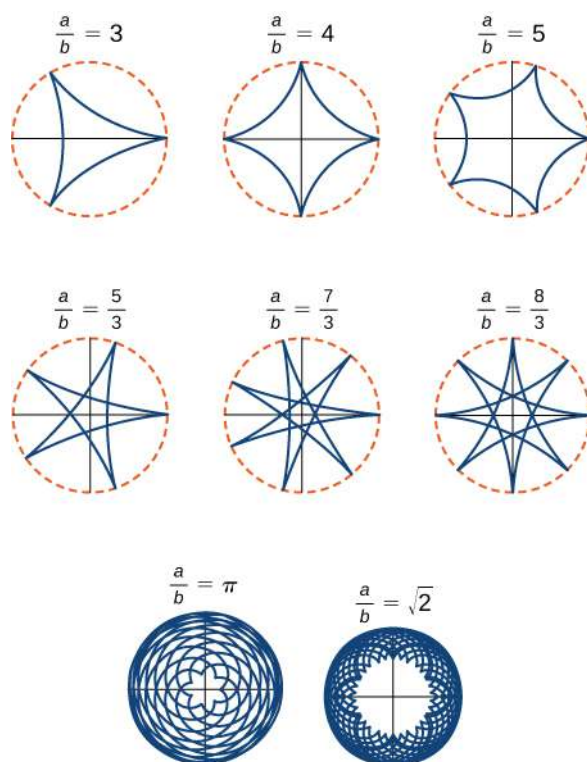 a/b = 3
a/b = 4
a/b = 5
a/b = 5/3
a/b = 7/3
a/b = 8/3
a/b = π
a/b = √2